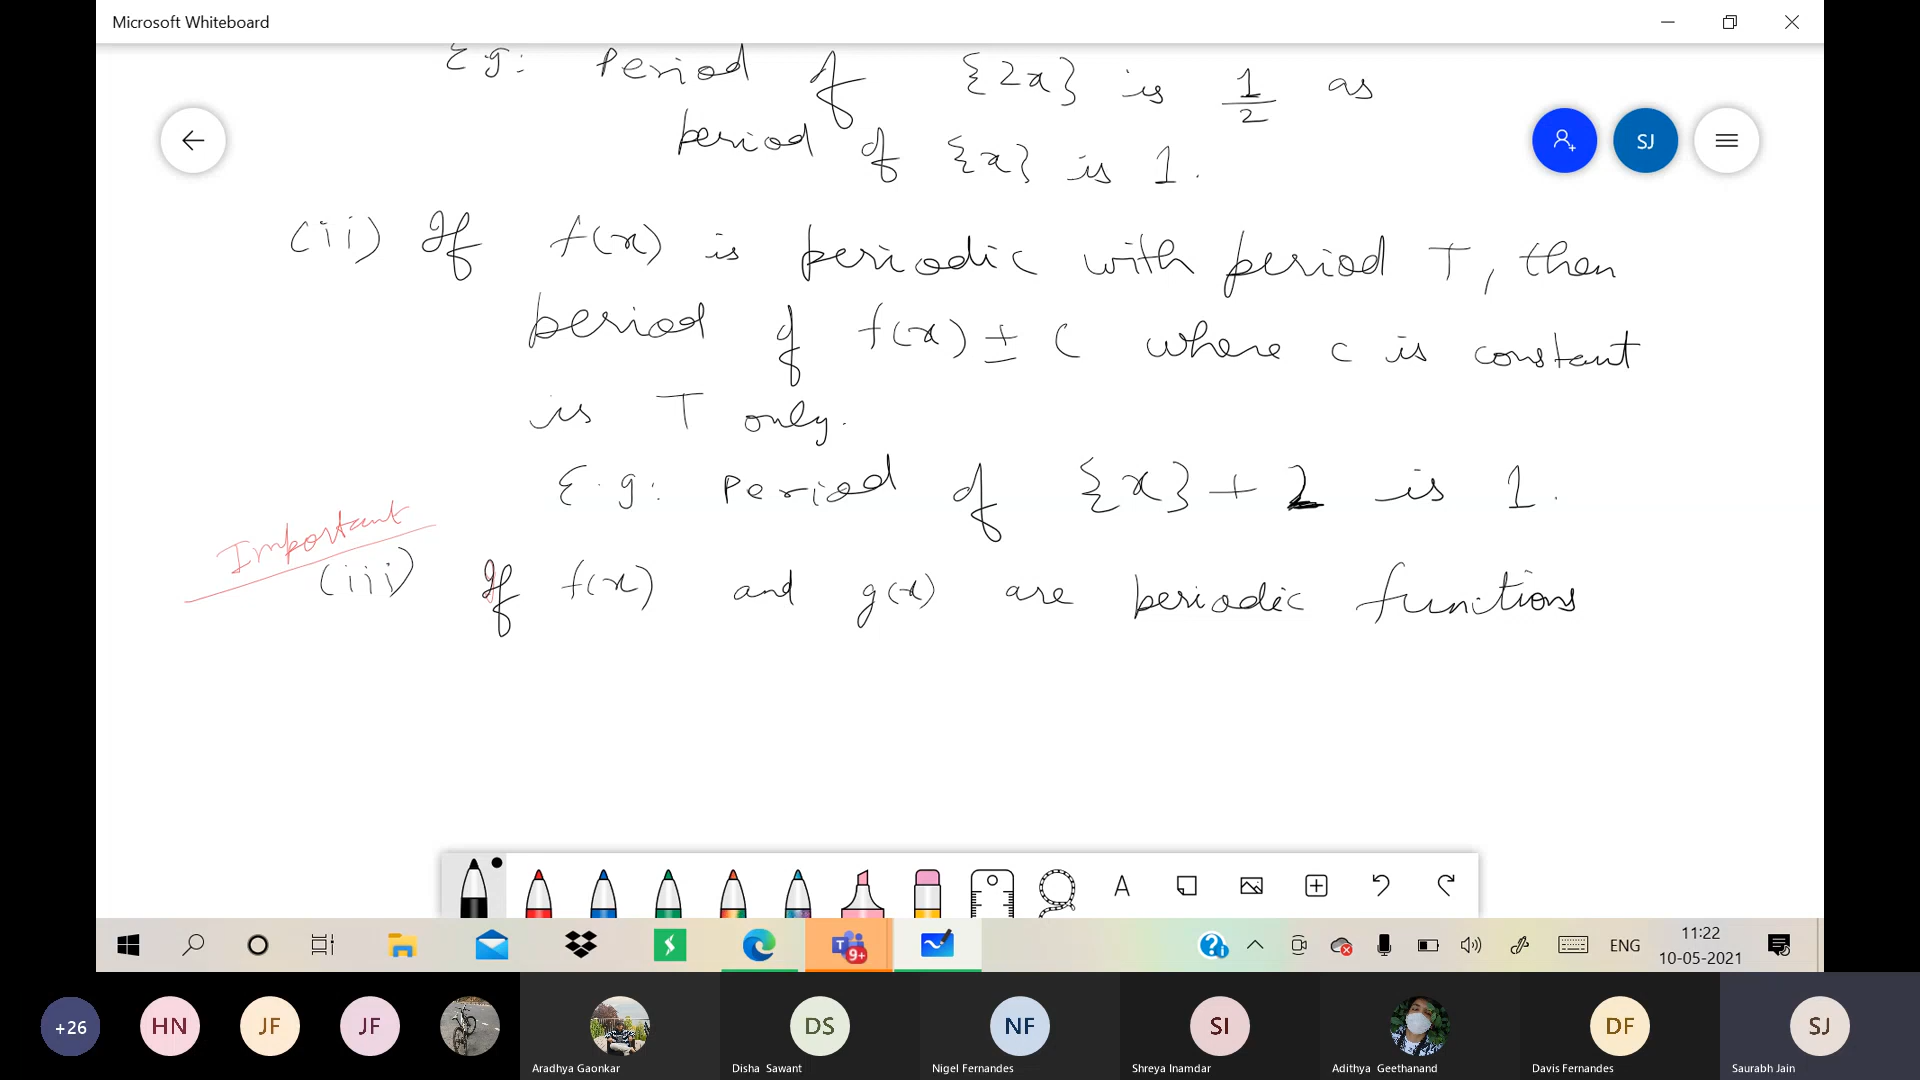 Microsoft Whiteboard
E.g: Period of {2x} is 1/2 as
period of {x} is 1.
SJ
(ii) If f(x) is periodic with period T, then
period of f(x) ± C where c is constant
is T only.
E.g: Period of {x} + 2 is 1.
Important
(iii) If f(x) and g(x) are periodic functions
A
T 9+
ENG
11:22
10-05-2021
+26
HN
JF
JF
DS
NF
SI
DF
SJ
Aradhya Gaonkar
Disha Sawant
Nigel Fernandes
Shreya Inamdar
Adithya Geethanand
Davis Fernandes
Saurabh Jain